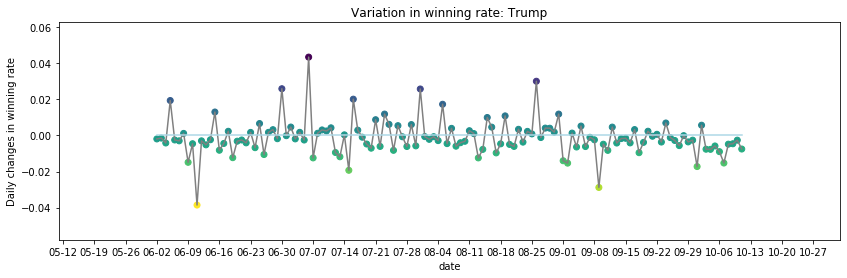 Variation in winning rate: Trump
Daily changes in winning rate
0.06
0.04
0.02
0.00
−0.02
−0.04
05-12 05-19 05-26 06-02 06-09 06-16 06-23 06-30 07-07 07-14 07-21 07-28 08-04 08-11 08-18 08-25 09-01 09-08 09-15 09-22 09-29 10-06 10-13 10-20 10-27
date